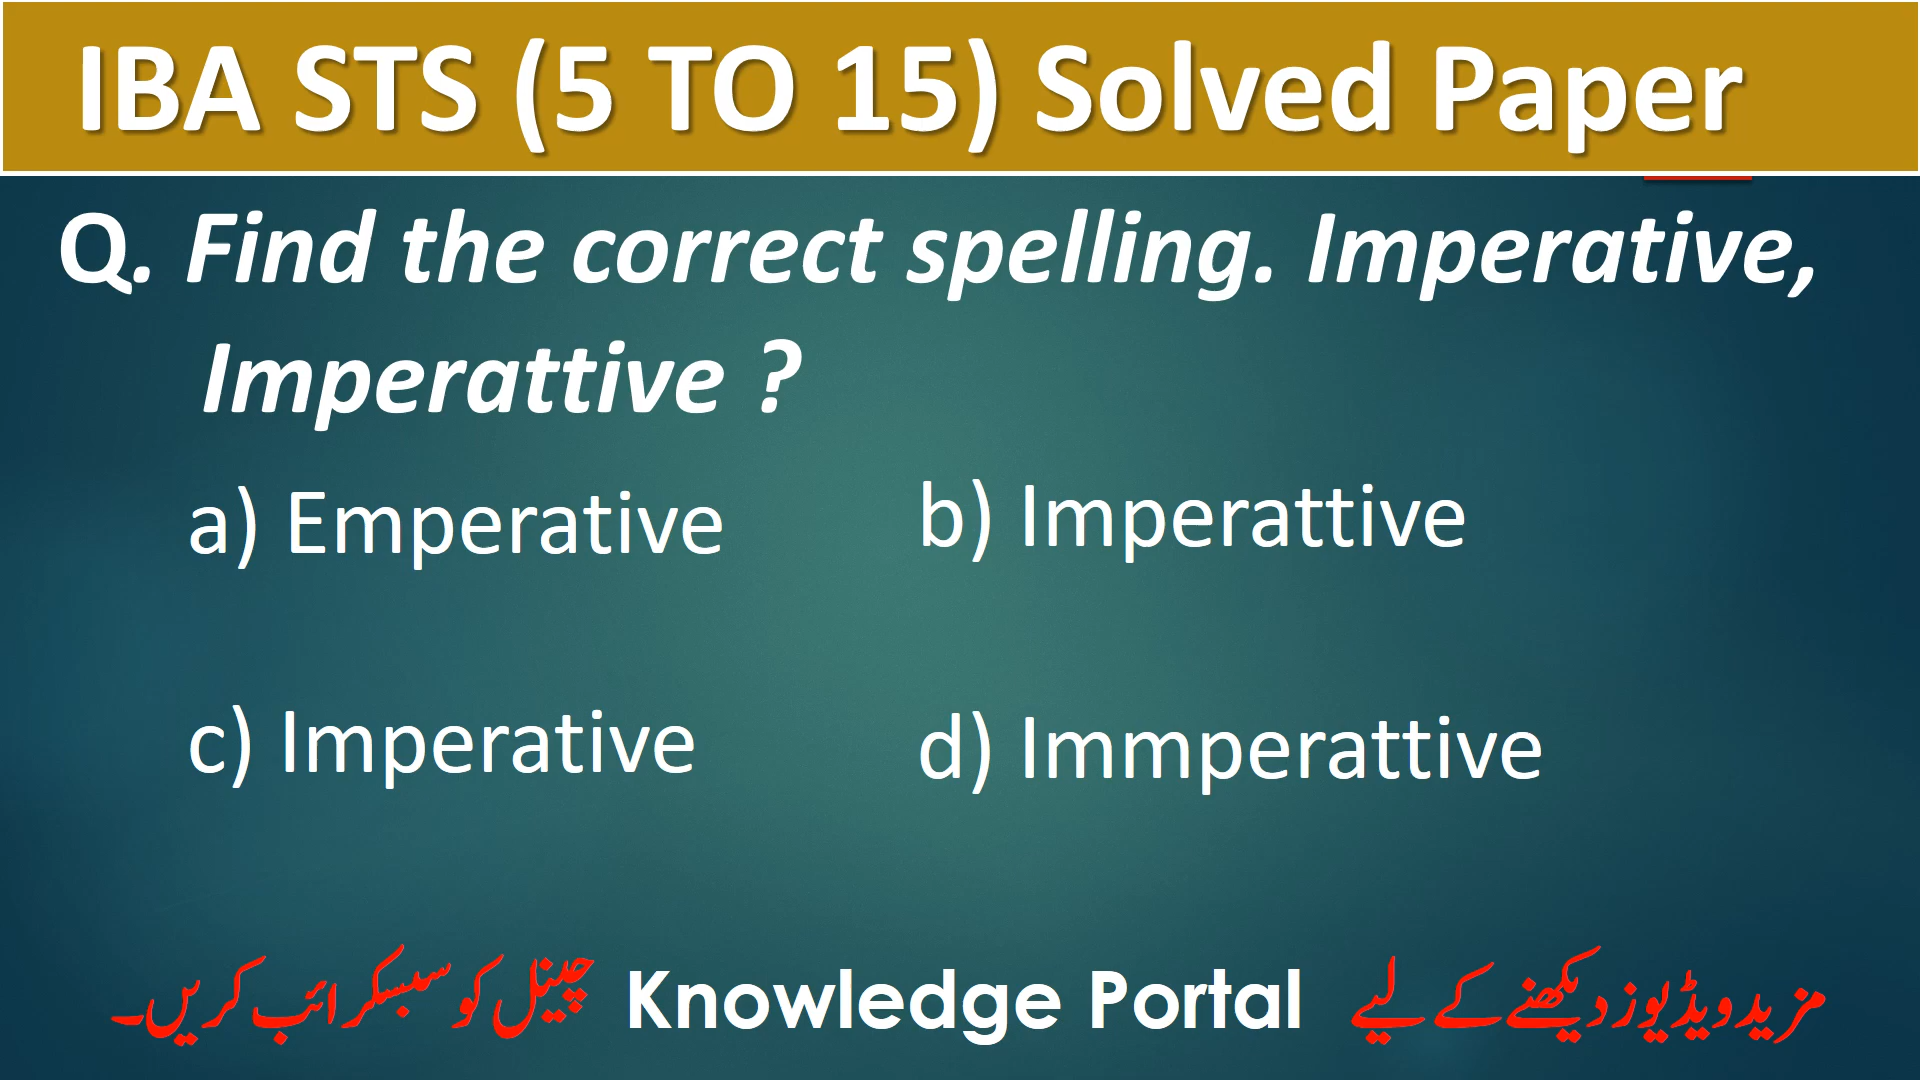 IBA STS (5 TO 15) Solved Paper
Q. Find the correct spelling. Imperative,
Imperattive ?
a) Emperative
b) Imperattive
c) Imperative
d) Immperattive
مزید ویڈیوز دیکھنے کے لیے Knowledge Portal چینل کو سبسکرائب کریں۔